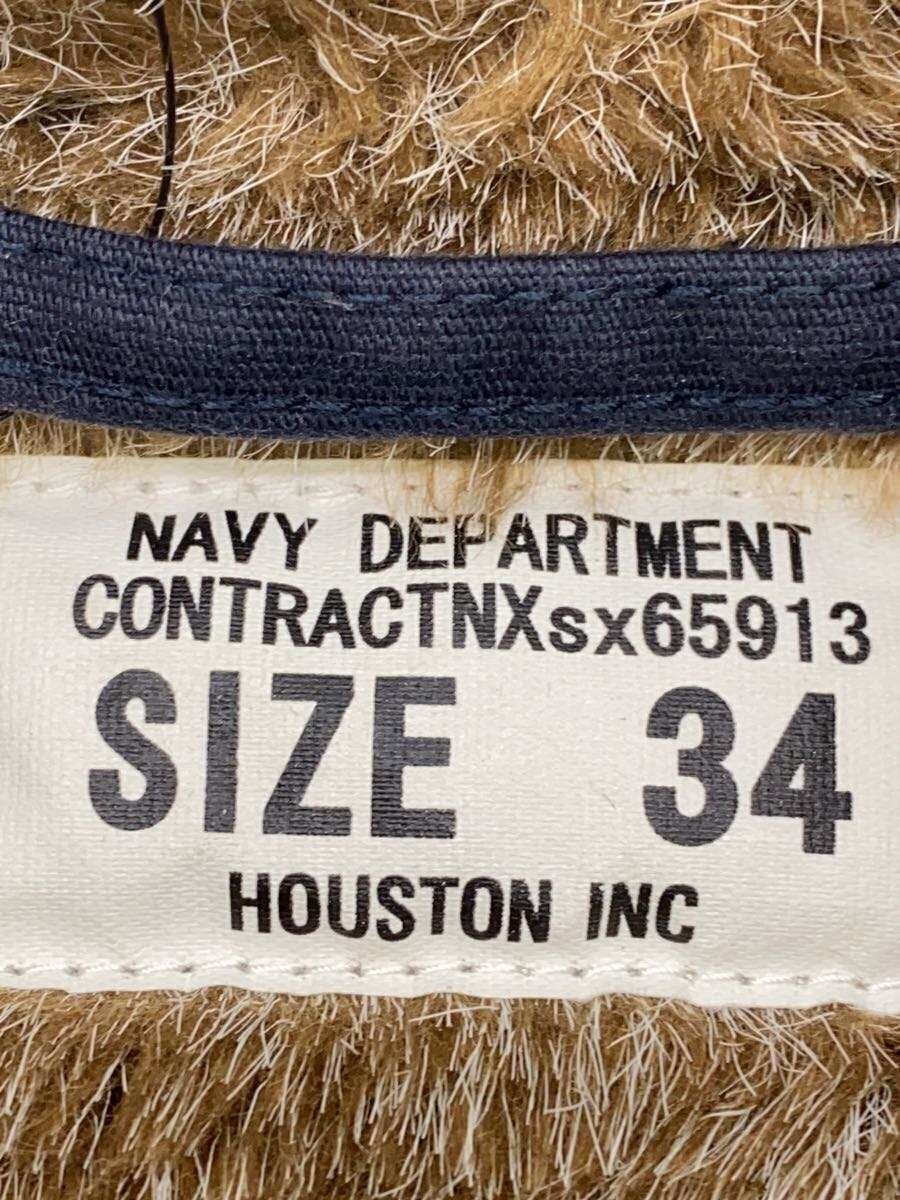 NAVY DEPARTMENT
CONTRACTNXsx65913
SIZE 34
HOUSTON INC